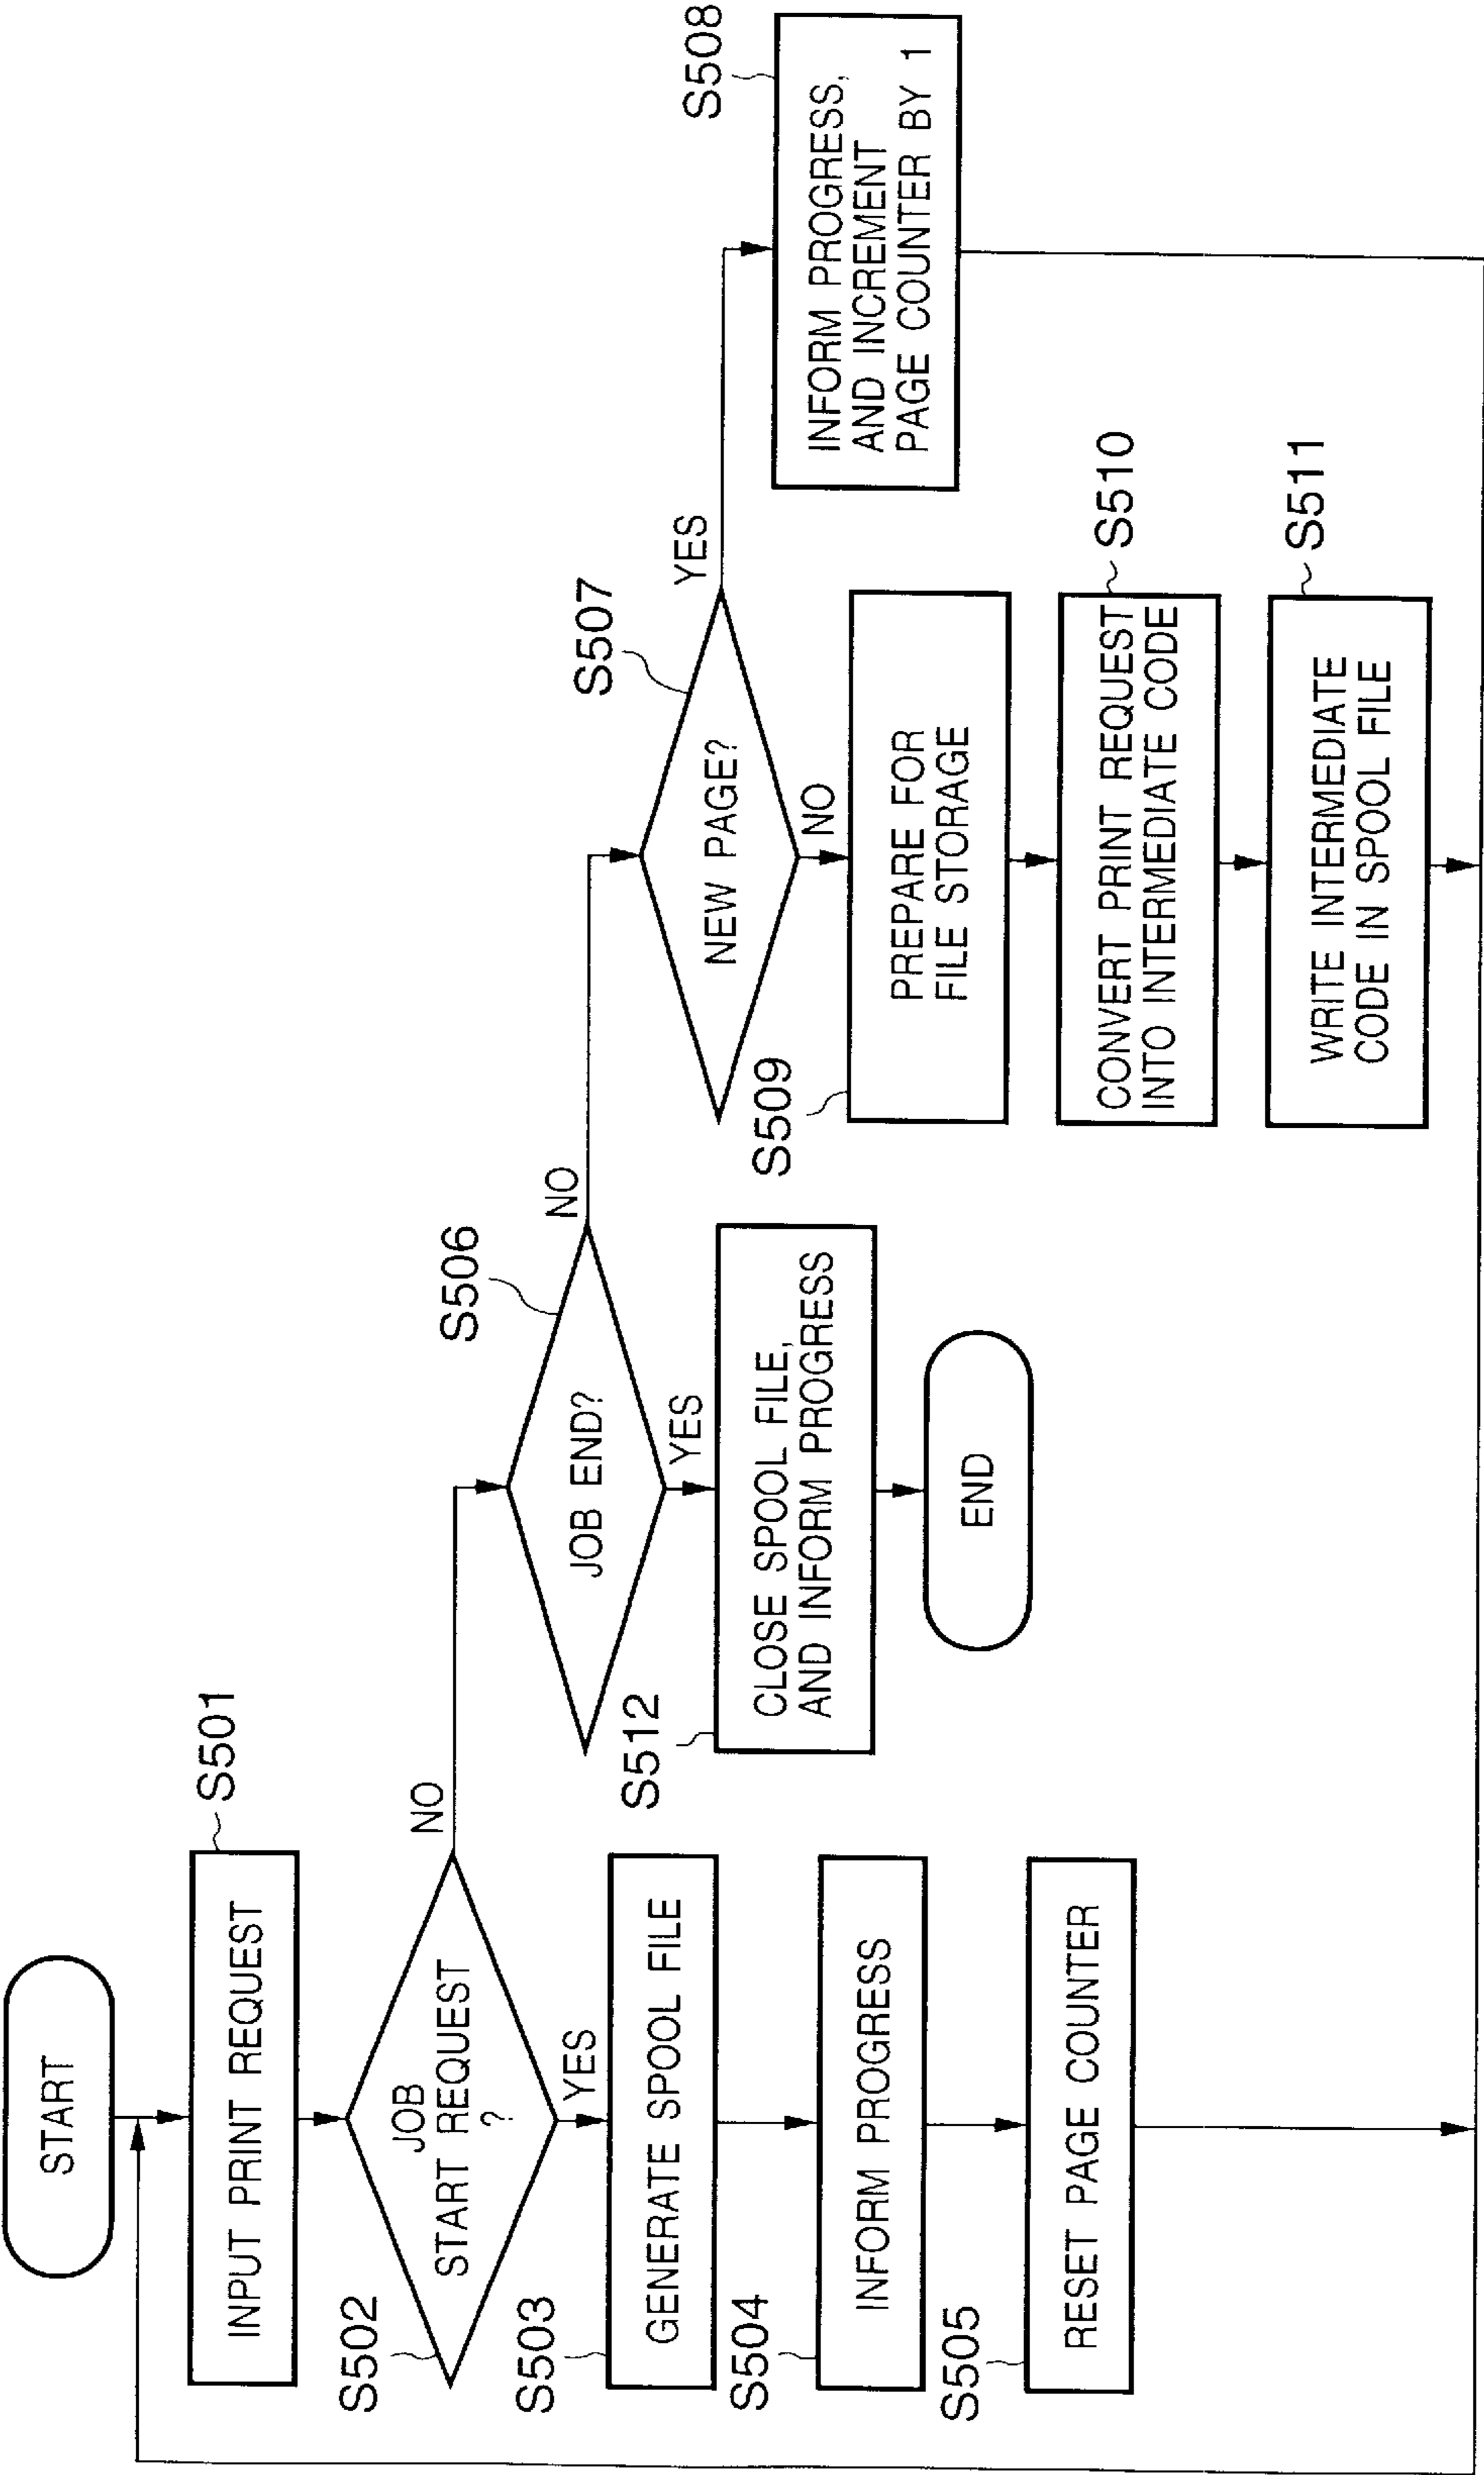 START
S501
INPUT PRINT REQUEST
S502
JOB
START REQUEST
?
NO
YES
S503
GENERATE SPOOL FILE
S504
INFORM PROGRESS
S505
RESET PAGE COUNTER
S506
JOB END?
NO
YES
S512
CLOSE SPOOL FILE,
AND INFORM PROGRESS
END
S507
NEW PAGE?
YES
NO
S508
INFORM PROGRESS,
AND INCREMENT
PAGE COUNTER BY 1
S509
PREPARE FOR
FILE STORAGE
S510
CONVERT PRINT REQUEST
INTO INTERMEDIATE CODE
S511
WRITE INTERMEDIATE
CODE IN SPOOL FILE